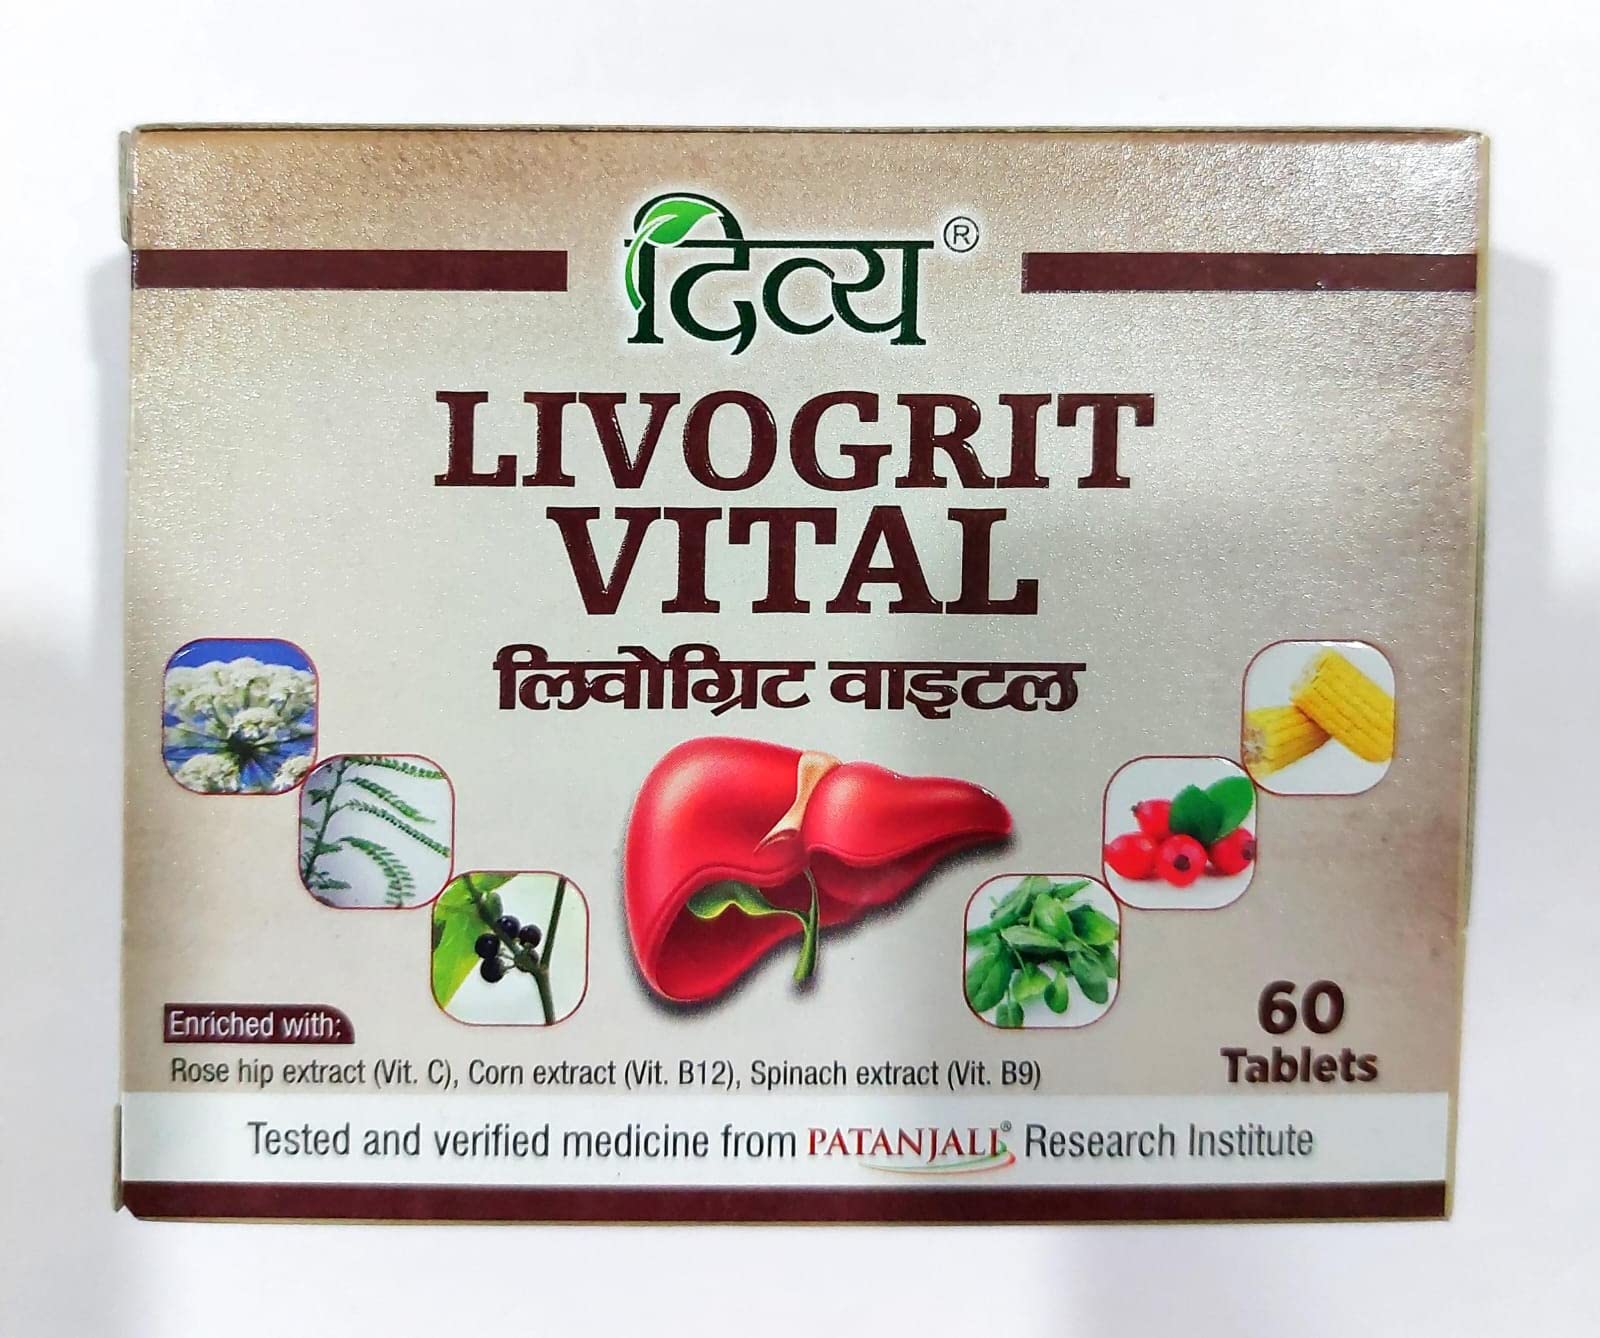 दिव्य®
LIVOGRIT
VITAL
लिवोग्रिट वाइटल
Enriched with:
Rose hip extract (Vit. C), Corn extract (Vit. B12), Spinach extract (Vit. B9)
60
Tablets
Tested and verified medicine from PATANJALI® Research Institute